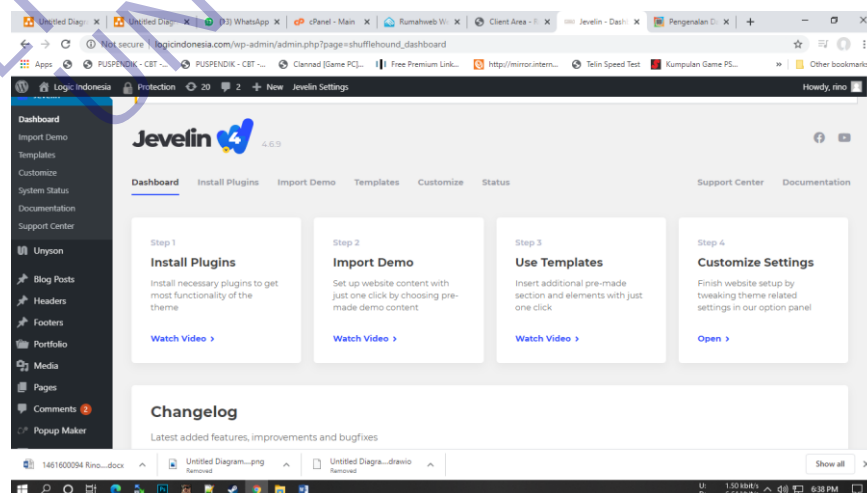 Untitled Diagr
Untitled Diagr
(13) WhatsApp
cPanel - Main
Rumahweb W
Client Area - R
Jevelin - Dash
Pengenalan D
Not secure | logicindonesia.com/wp-admin/admin.php?page=shufflehound_dashboard
Apps
PUSPENDIK - CBT -...
PUSPENDIK - CBT -...
Clannad [Game PC]...
Free Premium Link...
http://mirror.intern...
Telin Speed Test
Kumpulan Game PS...
Other bookmarks
Logic Indonesia
Protection
20
2
+ New
Jevelin Settings
Howdy, rino
Dashboard
Import Demo
Templates
Customize
System Status
Documentation
Support Center
Unyson
Blog Posts
Headers
Footers
Portfolio
Media
Pages
Comments 2
Popup Maker
Jevelin 4 4.6.9
Dashboard
Install Plugins
Import Demo
Templates
Customize
Status
Support Center
Documentation
Step 1
Install Plugins
Install necessary plugins to get
most functionality of the
theme
Watch Video >
Step 2
Import Demo
Set up website content with
just one click by choosing pre-
made demo content
Watch Video >
Step 3
Use Templates
Insert additional pre-made
section and elements with just
one click
Watch Video >
Step 4
Customize Settings
Finish website setup by
tweaking theme related
settings in our option panel
Open >
Changelog
Latest added features, improvements and bugfixes
1461600094 Rino....docx
Untitled Diagram....png
Removed
Untitled Diagra....drawio
Removed
Show all
U: 1.50 kbit/s
6:38 PM